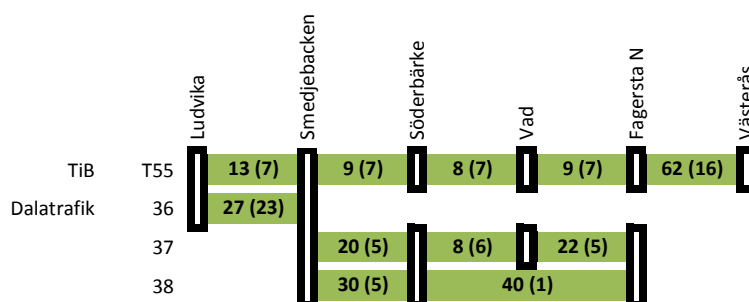 Ludvika
Smedjebacken
Söderbärke
Vad
Fagersta N
Västerås
TiB T55 13 (7) 9 (7) 8 (7) 9 (7) 62 (16)
Dalatrafik 36 27 (23)
37 20 (5) 8 (6) 22 (5)
38 30 (5) 40 (1)